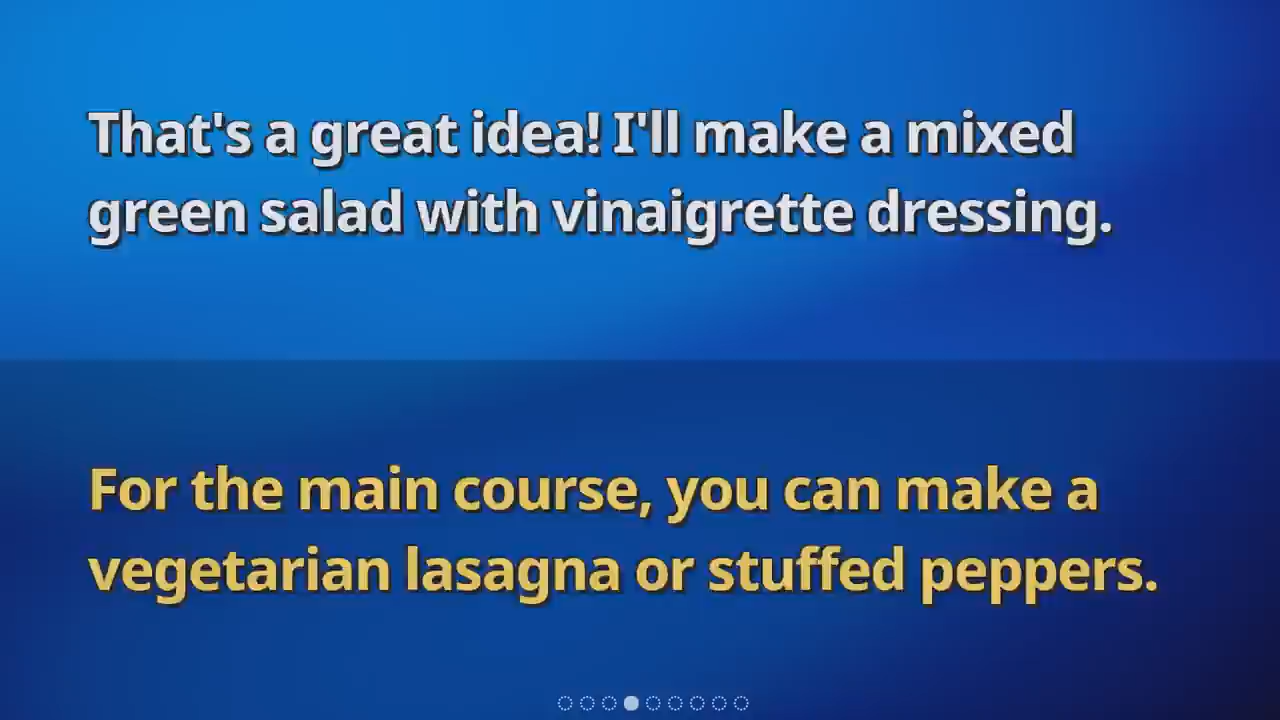 That's a great idea! I'll make a mixed
green salad with vinaigrette dressing.
For the main course, you can make a
vegetarian lasagna or stuffed peppers.